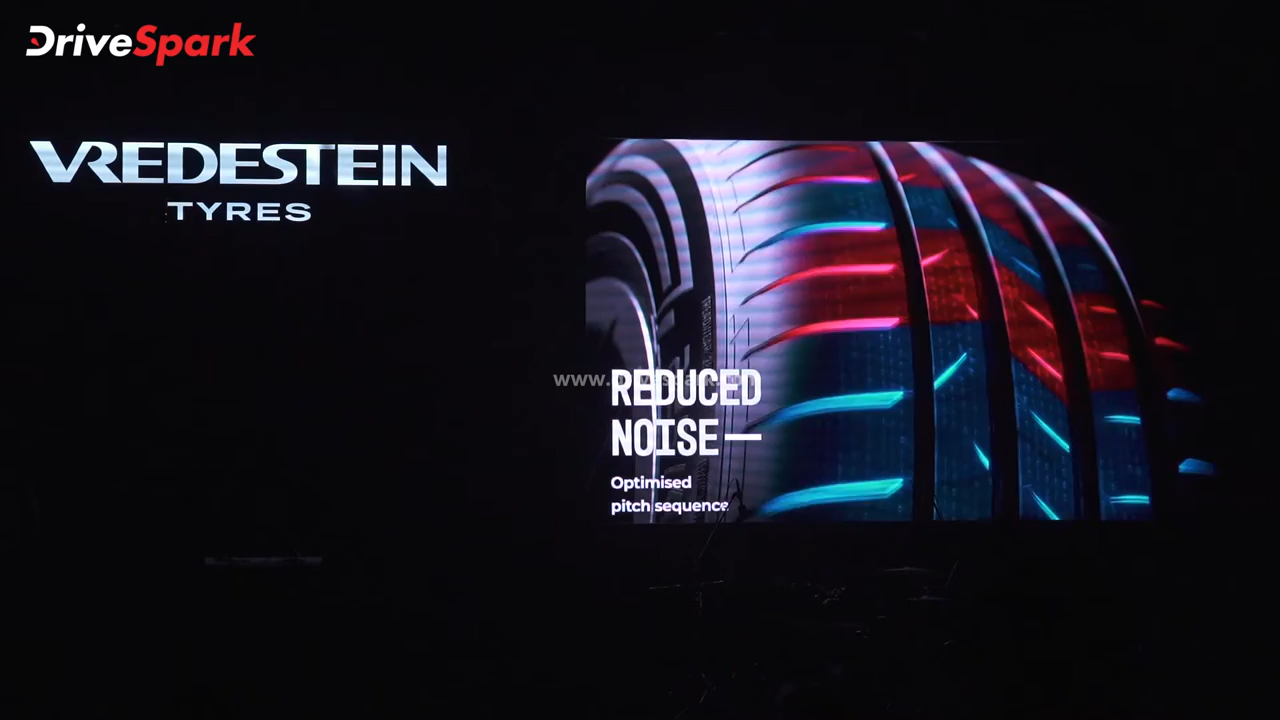 DriveSpark
VREDESTEIN
TYRES
REDUCED
NOISE —
Optimised
pitch sequence